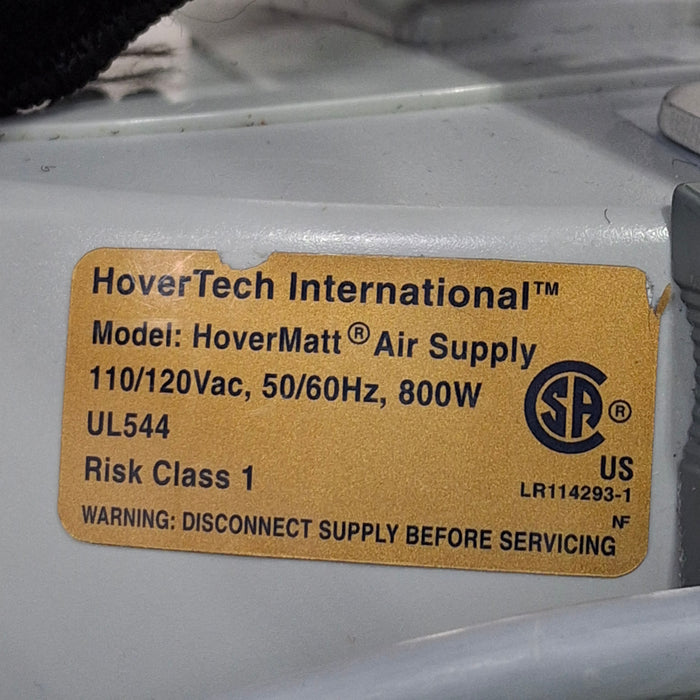 HoverTech International™
Model: HoverMatt® Air Supply
110/120Vac, 50/60Hz, 800W
UL544
Risk Class 1
CSA®
US
LR114293-1
NF
WARNING: DISCONNECT SUPPLY BEFORE SERVICING